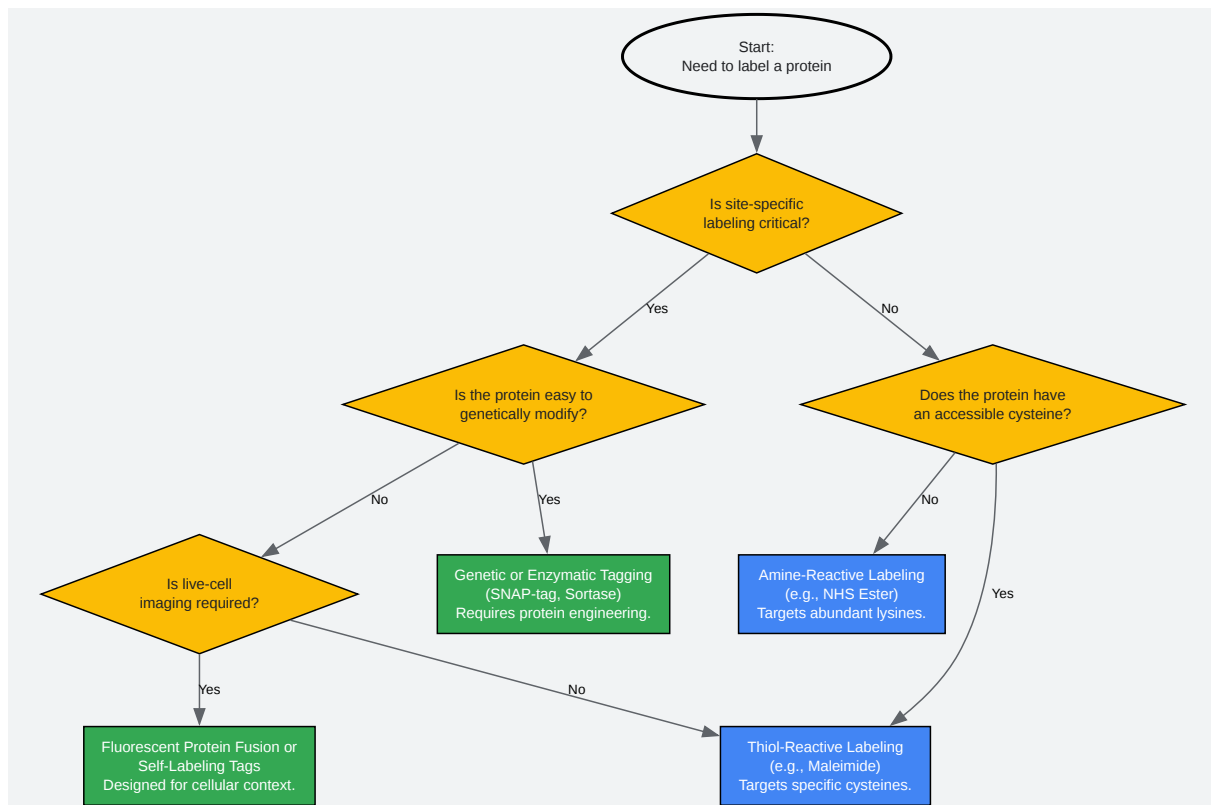 Start:
Need to label a protein
Is site-specific
labeling critical?
Yes
No
Is the protein easy to
genetically modify?
Does the protein have
an accessible cysteine?
No
Yes
No
Yes
Is live-cell
imaging required?
Genetic or Enzymatic Tagging
(SNAP-tag, Sortase)
Requires protein engineering.
Amine-Reactive Labeling
(e.g., NHS Ester)
Targets abundant lysines.
Yes
No
Fluorescent Protein Fusion or
Self-Labeling Tags
Designed for cellular context.
Thiol-Reactive Labeling
(e.g., Maleimide)
Targets specific cysteines.